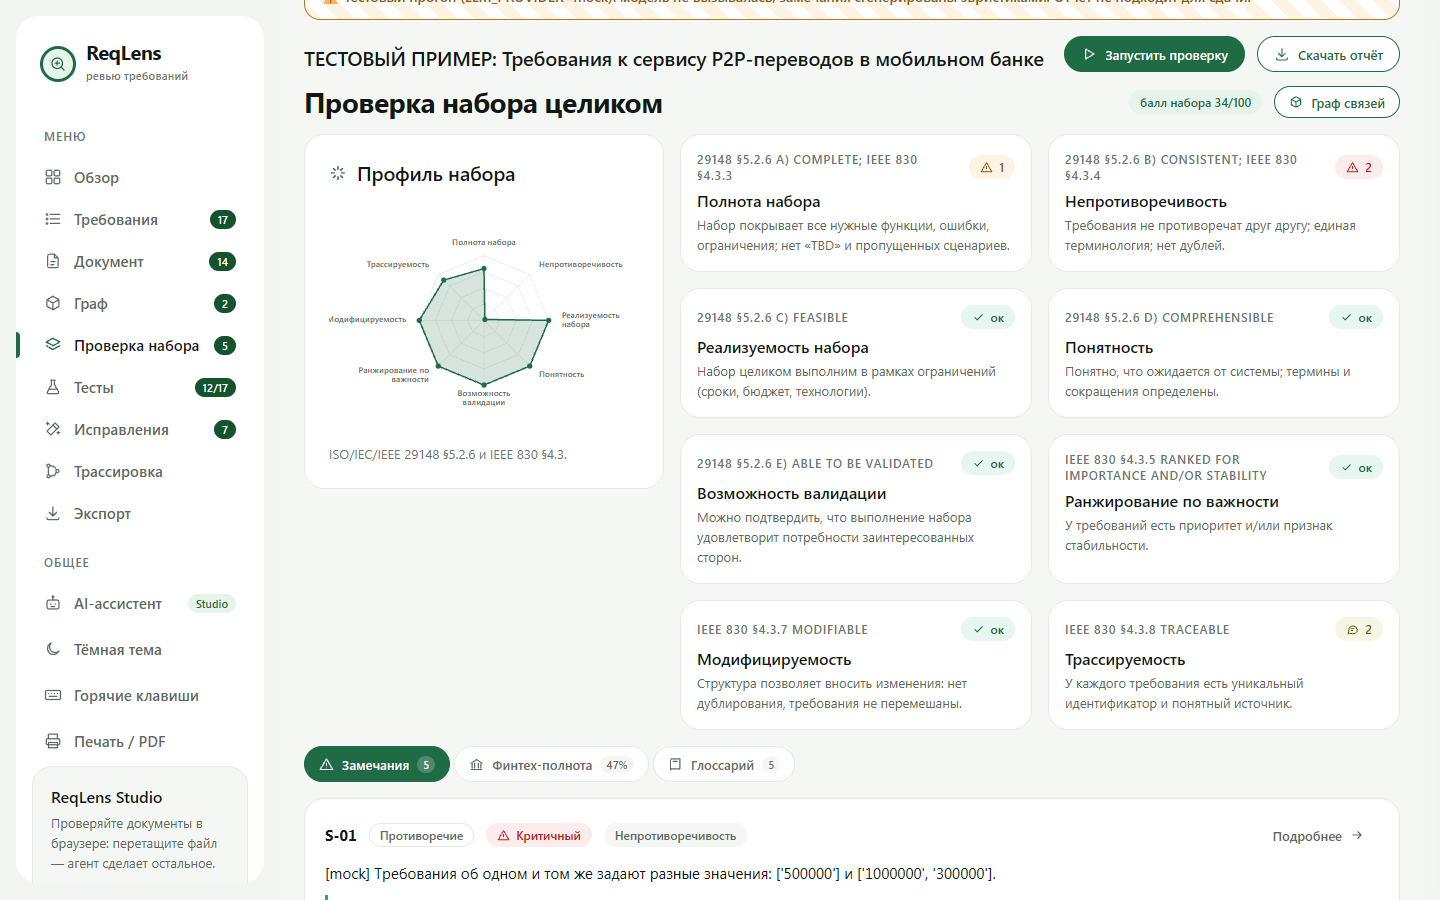 ReqLens
ревью требований
МЕНЮ
Обзор
Требования 17
Документ 14
Граф 2
Проверка набора 5
Тесты 12/17
Исправления 7
Трассировка
Экспорт
ОБЩЕЕ
AI-ассистент Studio
Тёмная тема
Горячие клавиши
Печать / PDF
ReqLens Studio
Проверяйте документы в
браузере: перетащите файл
— агент сделает остальное.
ТЕСТОВЫЙ ПРИМЕР: Требования к сервису P2P-переводов в мобильном банке
Запустить проверку
Скачать отчёт
Проверка набора целиком
балл набора 34/100
Граф связей
Профиль набора
Полнота набора
Непротиворечивость
Реализуемость
набора
Понятность
Возможность
валидации
Ранжирование по
важности
Модифицируемость
Трассируемость
ISO/IEC/IEEE 29148 §5.2.6 и IEEE 830 §4.3.
29148 §5.2.6 A) COMPLETE; IEEE 830
§4.3.3
1
Полнота набора
Набор покрывает все нужные функции, ошибки,
ограничения; нет «TBD» и пропущенных сценариев.
29148 §5.2.6 B) CONSISTENT; IEEE 830
§4.3.4
2
Непротиворечивость
Требования не противоречат друг другу; единая
терминология; нет дублей.
29148 §5.2.6 C) FEASIBLE
ок
Реализуемость набора
Набор целиком выполним в рамках ограничений
(сроки, бюджет, технологии).
29148 §5.2.6 D) COMPREHENSIBLE
ок
Понятность
Понятно, что ожидается от системы; термины и
сокращения определены.
29148 §5.2.6 E) ABLE TO BE VALIDATED
ок
Возможность валидации
Можно подтвердить, что выполнение набора
удовлетворит потребности заинтересованных
сторон.
IEEE 830 §4.3.5 RANKED FOR
IMPORTANCE AND/OR STABILITY
ок
Ранжирование по важности
У требований есть приоритет и/или признак
стабильности.
IEEE 830 §4.3.7 MODIFIABLE
ок
Модифицируемость
Структура позволяет вносить изменения: нет
дублирования, требования не перемешаны.
IEEE 830 §4.3.8 TRACEABLE
2
Трассируемость
У каждого требования есть уникальный
идентификатор и понятный источник.
Замечания 5
Финтех-полнота 47%
Глоссарий 5
S-01 Противоречие Критичный Непротиворечивость Подробнее
[mock] Требования об одном и том же задают разные значения: ['500000'] и ['1000000', '300000'].